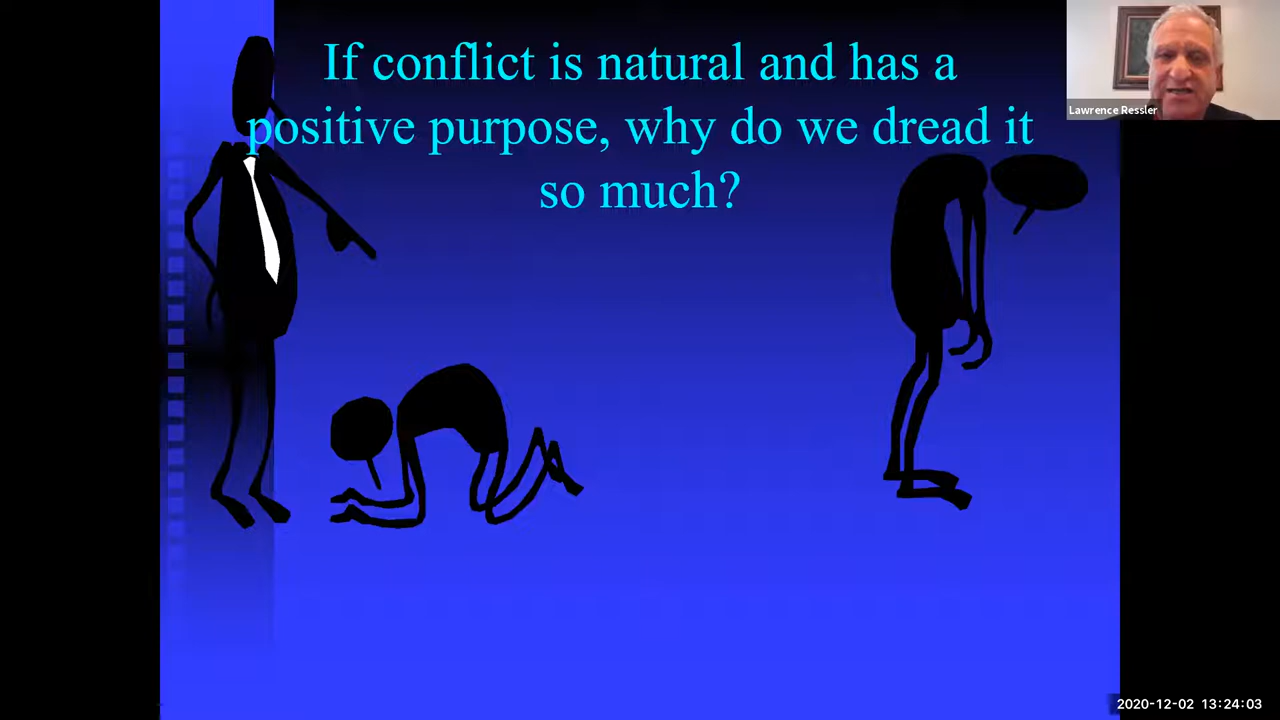 If conflict is natural and has a
positive purpose, why do we dread it
so much?
Lawrence Ressler
2020-12-02 13:24:03